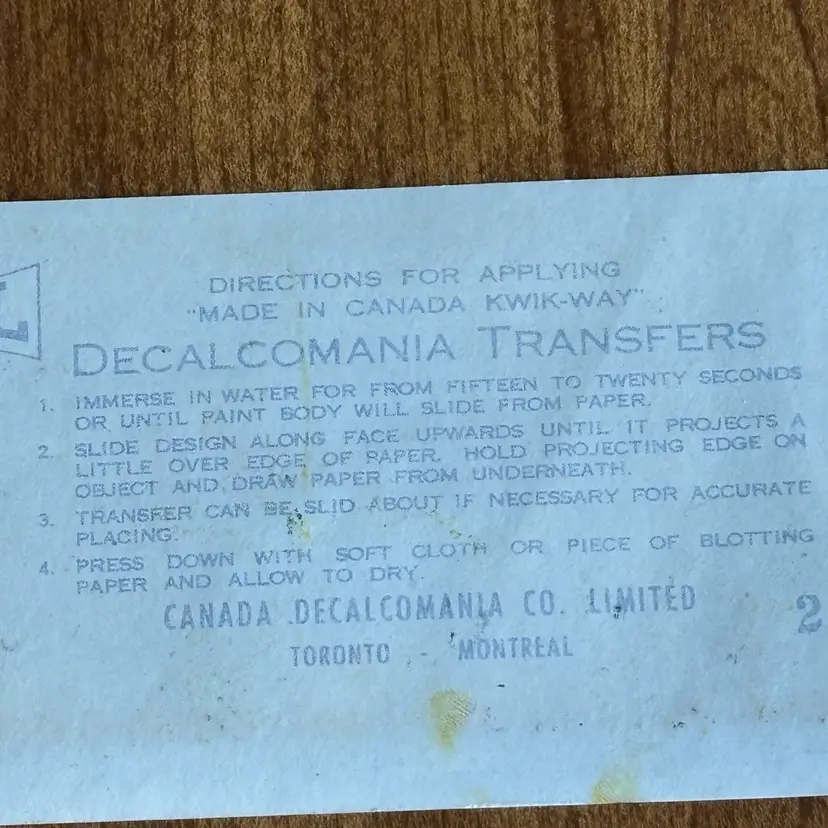 DIRECTIONS FOR APPLYING
"MADE IN CANADA KWIK-WAY"
DECALCOMANIA TRANSFERS
1. IMMERSE IN WATER FOR FROM FIFTEEN TO TWENTY SECONDS
OR UNTIL PAINT BODY WILL SLIDE FROM PAPER.
2. SLIDE DESIGN ALONG FACE UPWARDS UNTIL IT PROJECTS A
LITTLE OVER EDGE OF PAPER. HOLD PROJECTING EDGE ON
OBJECT AND DRAW PAPER FROM UNDERNEATH.
3. TRANSFER CAN BE SLID ABOUT IF NECESSARY FOR ACCURATE
PLACING.
4. PRESS DOWN WITH SOFT CLOTH OR PIECE OF BLOTTING
PAPER AND ALLOW TO DRY.
CANADA DECALCOMANIA CO. LIMITED
2
TORONTO - MONTREAL